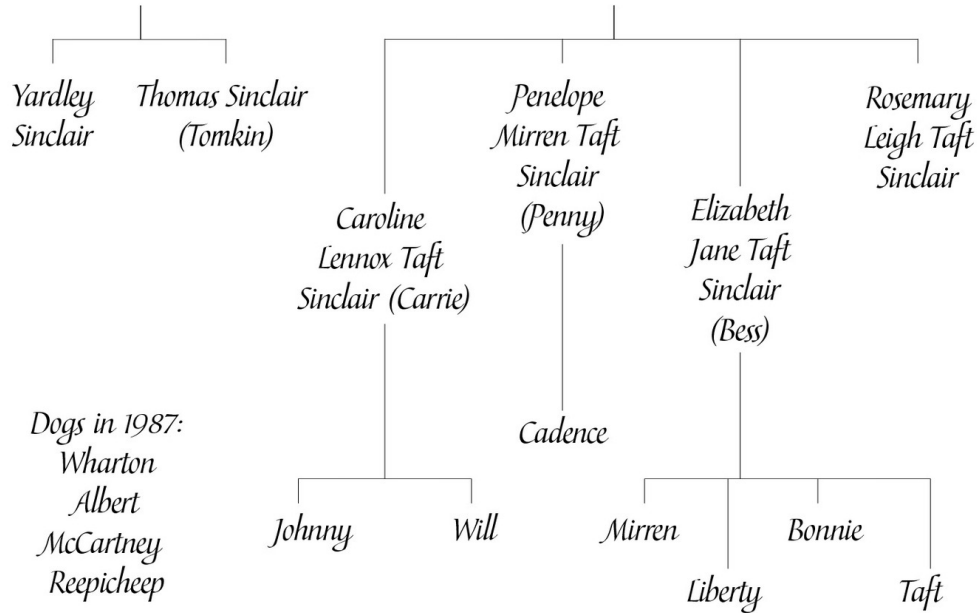 Yardley
Sinclair
Thomas Sinclair
(Tomkin)
Penelope
Mirren Taft
Sinclair
(Penny)
Rosemary
Leigh Taft
Sinclair
Caroline
Lennox Taft
Sinclair (Carrie)
Elizabeth
Jane Taft
Sinclair
(Bess)
Dogs in 1987:
Wharton
Albert
McCartney
Reepicheep
Cadence
Johnny
Will
Mirren
Bonnie
Liberty
Taft